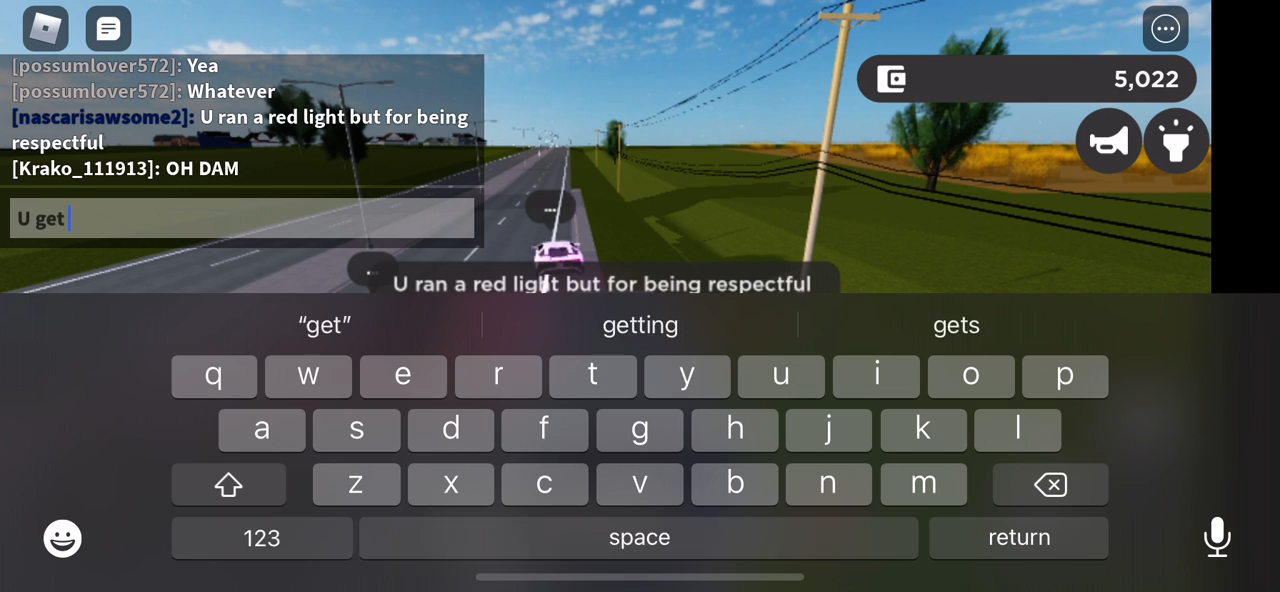 [possumlover572]: Yea
[possumlover572]: Whatever
[nascarisawsome2]: U ran a red light but for being
respectful
[Krako_111913]: OH DAM
5,022
U get
...
...
U ran a red light but for being respectful
“get” getting gets
q w e r t y u i o p
a s d f g h j k l
z x c v b n m
123 space return